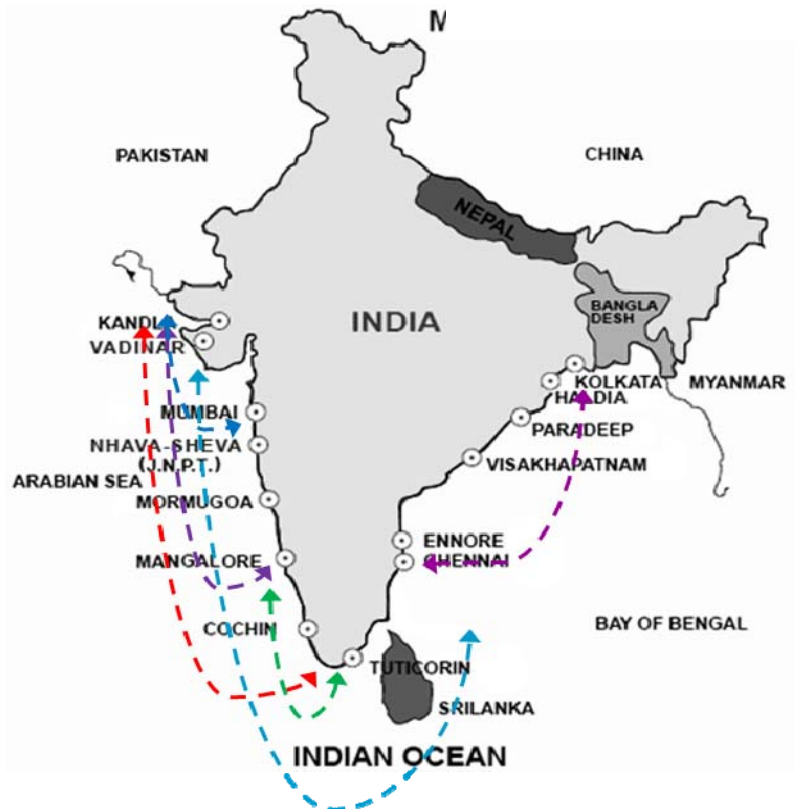 M
PAKISTAN
CHINA
NEPAL
INDIA
BANGLA
DESH
KANDLA
VADINAR
KOLKATA
MYANMAR
HALDIA
MUMBAI
PARADEEP
NHAVA-SHEVA
(J.N.P.T.)
VISAKHAPATNAM
ARABIAN SEA
MORMUGOA
ENNORE
CHENNAI
MANGALORE
COCHIN
BAY OF BENGAL
TUTICORIN
SRILANKA
INDIAN OCEAN